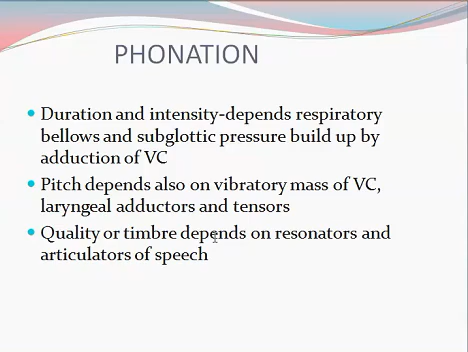 PHONATION
Duration and intensity-depends respiratory
bellows and subglottic pressure build up by
adduction of VC
Pitch depends also on vibratory mass of VC,
laryngeal adductors and tensors
Quality or timbre depends on resonators and
articulators of speech